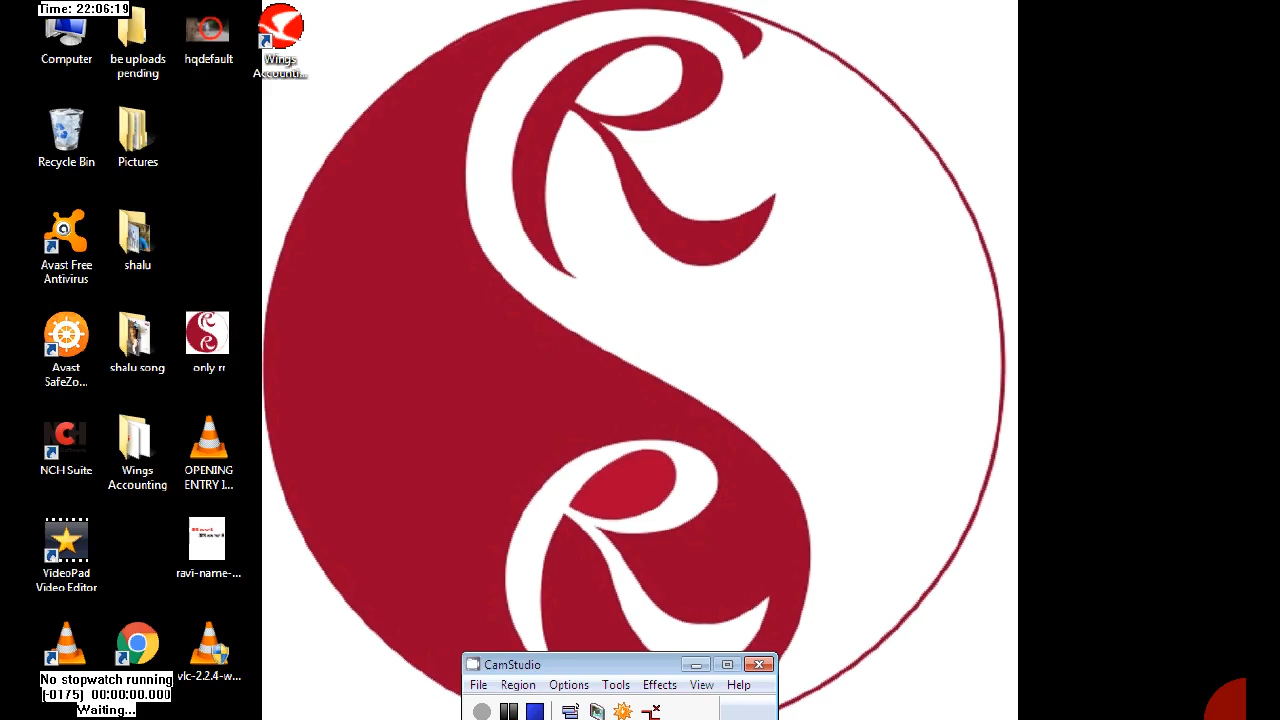 Time: 22:06:19
Computer
be uploads
pending
hqdefault
Wings
Accounti...
Recycle Bin
Pictures
Avast Free
Antivirus
shalu
Avast
SafeZo...
shalu song
only rr
NCH Suite
Wings
Accounting
OPENING
ENTRY I...
VideoPad
Video Editor
ravi-name-...
No stopwatch running
[-0175] 00:00:00.000
Waiting...
vlc-2.2.4-w...
R
R
CamStudio
File Region Options Tools Effects View Help